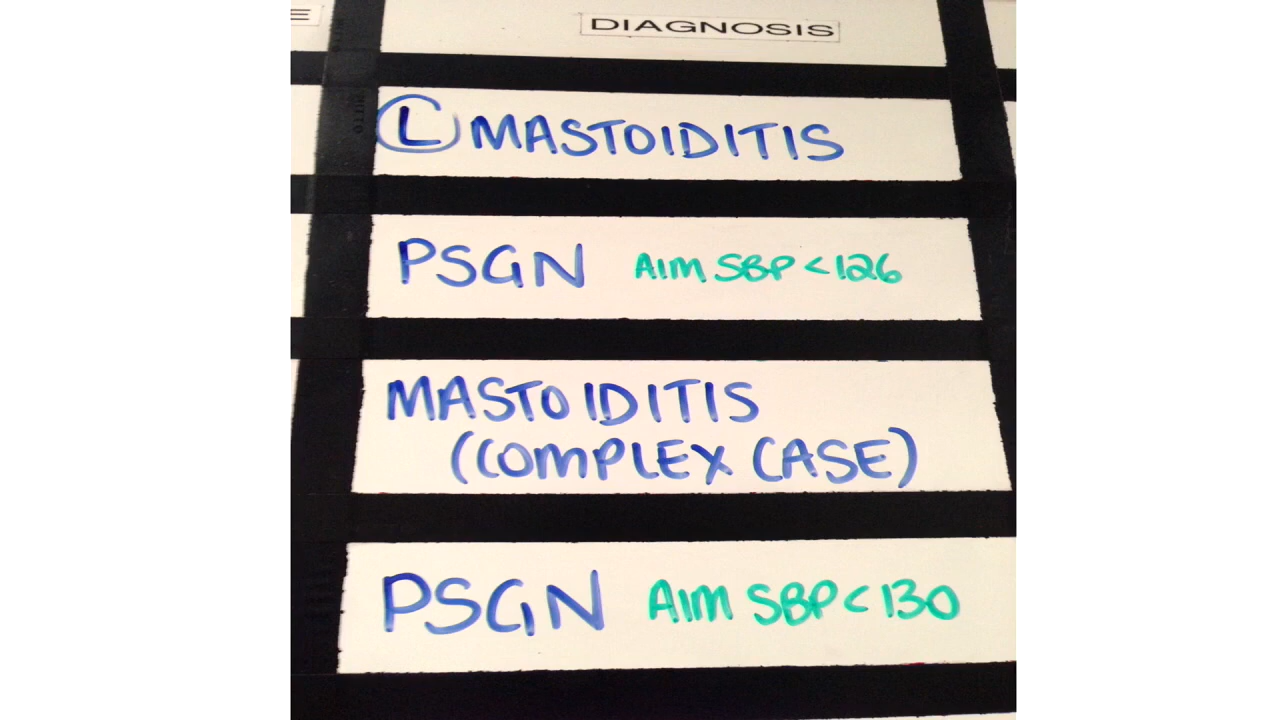 DIAGNOSIS
Ⓛ MASTOIDITIS
PSGN Aim SBP < 126
MASTOIDITIS
(COMPLEX CASE)
PSGN Aim SBP < 130